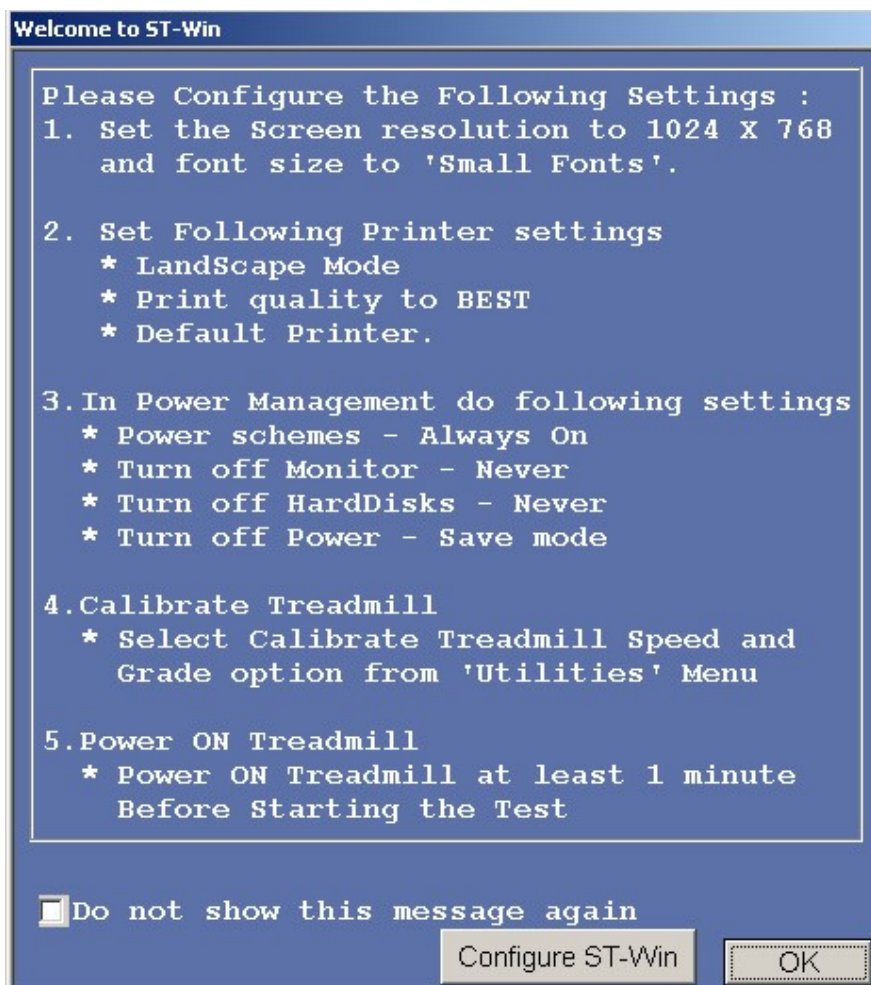 Welcome to ST-Win
Please Configure the Following Settings :
1. Set the Screen resolution to 1024 X 768
and font size to 'Small Fonts'.
2. Set Following Printer settings
* LandScape Mode
* Print quality to BEST
* Default Printer.
3.In Power Management do following settings
* Power schemes - Always On
* Turn off Monitor - Never
* Turn off HardDisks - Never
* Turn off Power - Save mode
4.Calibrate Treadmill
* Select Calibrate Treadmill Speed and
Grade option from 'Utilities' Menu
5.Power ON Treadmill
* Power ON Treadmill at least 1 minute
Before Starting the Test
Do not show this message again
Configure ST-Win
OK